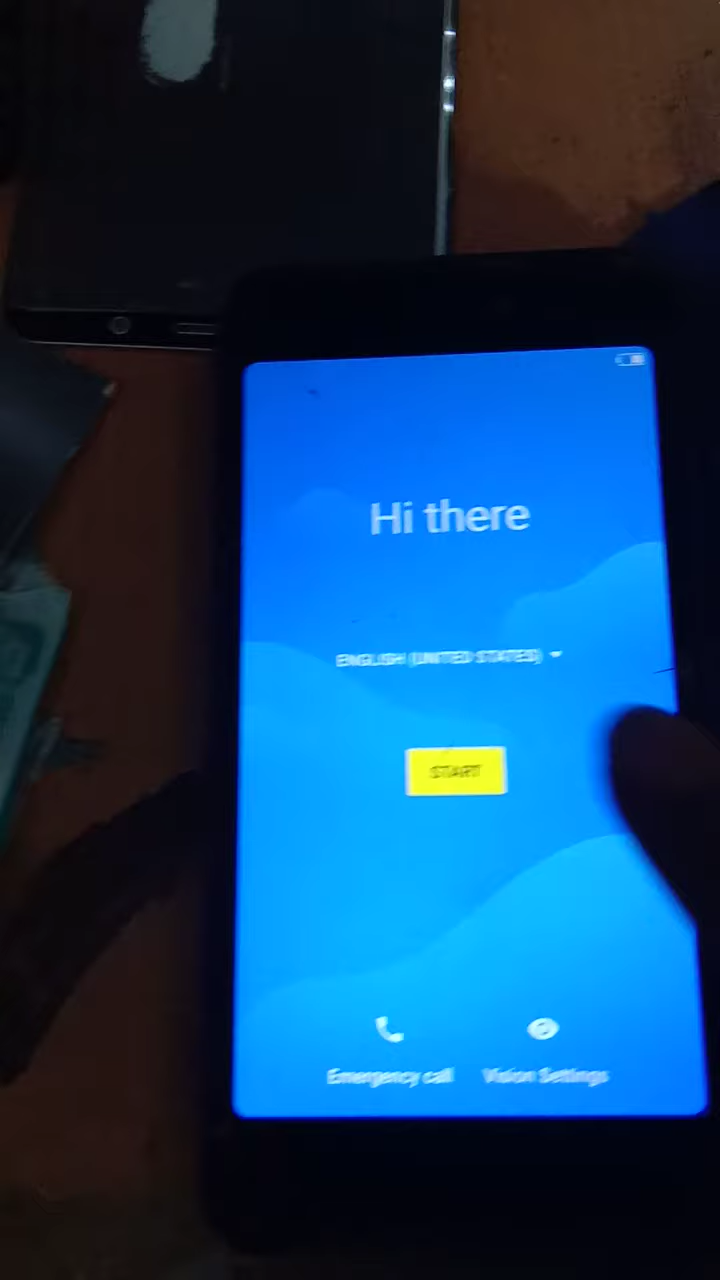 Hi there
ENGLISH (UNITED STATES)
START
Emergency call
Vision Settings